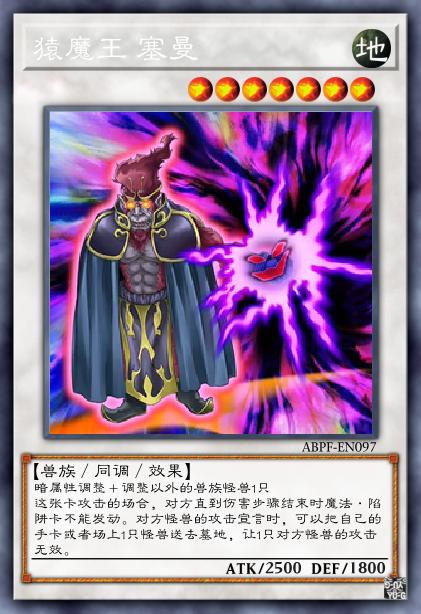 猿魔王 塞曼
地
ABPF-EN097
【兽族／同调／效果】
暗属性调整＋调整以外的兽族怪兽1只
这张卡攻击的场合，对方直到伤害步骤结束时魔法·陷
阱卡不能发动。对方怪兽的攻击宣言时，可以把自己的
手卡或者场上1只怪兽送去墓地，让1只对方怪兽的攻击
无效。
ATK/2500 DEF/1800